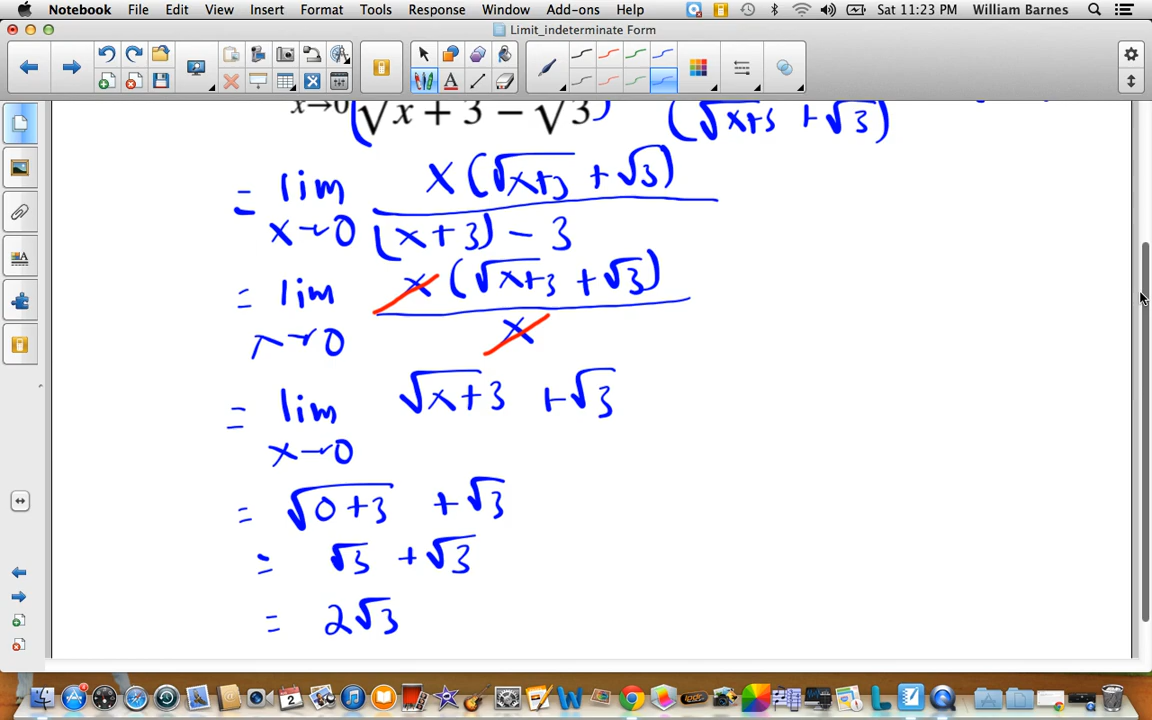 Notebook File Edit View Insert Format Tools Resource Window Add-ons Help Sat 11:23 PM William Barnes
Limit_indeterminate Form
x→0 (√x + 3 − √3) (√x+3 + √3)
= lim x→0 x(√x+3 + √3) / (x+3) − 3
= lim x→0 x(√x+3 + √3) / x
= lim x→0 √x+3 + √3
= √0+3 + √3
= √3 + √3
= 2√3